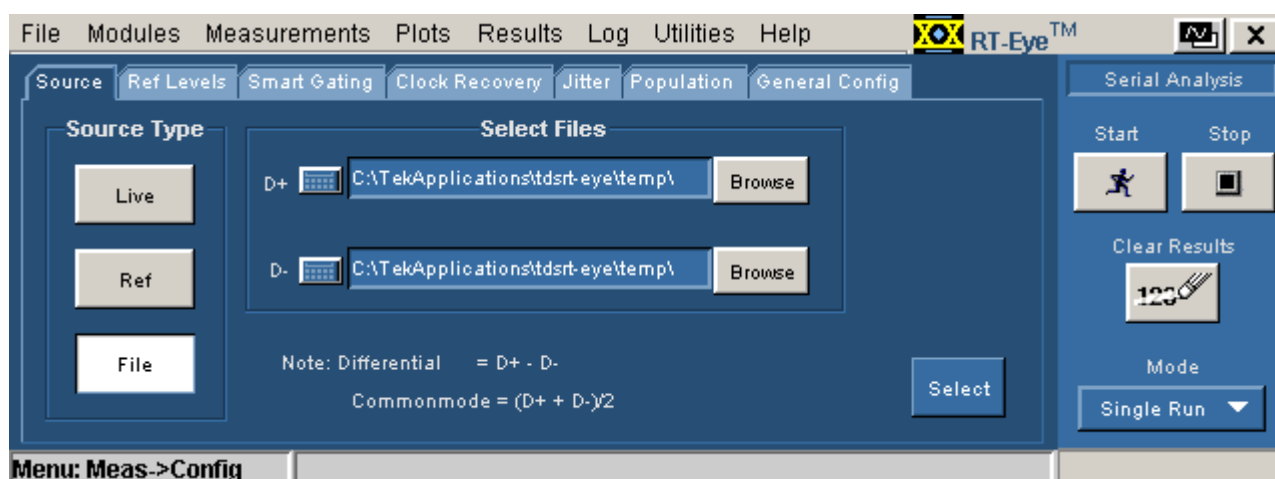 File Modules Measurements Plots Results Log Utilities Help RT-Eye™
Source Ref Levels Smart Gating Clock Recovery Jitter Population General Config
Serial Analysis
Source Type
Select Files
Start Stop
Live
D+ C:\TekApplications\tdsrt-eye\temp\ Browse
Clear Results
Ref
D- C:\TekApplications\tdsrt-eye\temp\ Browse
123
File
Note: Differential = D+ - D-
Commonmode = (D+ + D-)/2
Select
Mode
Single Run
Menu: Meas->Config